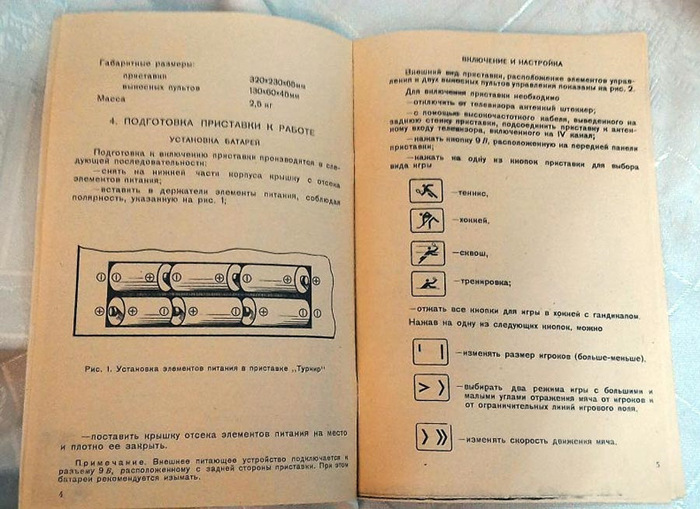 Габаритные размеры:
приставки 320×230×65мм
выносных пультов 130×60×45мм
Масса 2,5 кг
4. ПОДГОТОВКА ПРИСТАВКИ К РАБОТЕ
УСТАНОВКА БАТАРЕЙ
Подготовка к включению приставки производится в сле-
дующей последовательности:
—снять на нижней части корпуса крышку с отсека
элементов питания;
—вставить в держатели элементы питания, соблюдая
полярность, указанную на рис. 1;
Рис. 1. Установка элементов питания в приставке „Турнир"
—поставить крышку отсека элементов питания на место
и плотно ее закрыть.
Примечание. Внешнее питающее устройство подключается к
разъему 9 В, расположенному с задней стороны приставки. При этом
батареи рекомендуется изымать.
4
ВКЛЮЧЕНИЕ И НАСТРОЙКА
Внешний вид приставки, расположение элементов управ-
ления и двух выносных пультов управления показаны на рис. 2.
Для включения приставки необходимо
—отключить от телевизора антенный штеккер;
—с помощью высокочастотного кабеля, выведенного на
заднюю стенку приставки, подсоединить приставку к антен-
ному входу телевизора, включенного на IV канал;
—нажать кнопку 9 В, расположенную на передней панели
приставки;
—нажать на одну из кнопок приставки для выбора
вида игры
—теннис,
—хоккей,
—сквош,
—тренировка;
—отжать все кнопки для игры в хоккей с гандикапом.
Нажав на одну из следующих кнопок, можно
—изменять размер игроков (больше-меньше).
—выбирать два режима игры с большими и
малыми углами отражения мяча от игроков и
от ограничительных линий игрового поля.
—изменять скорость движения мяча.
5